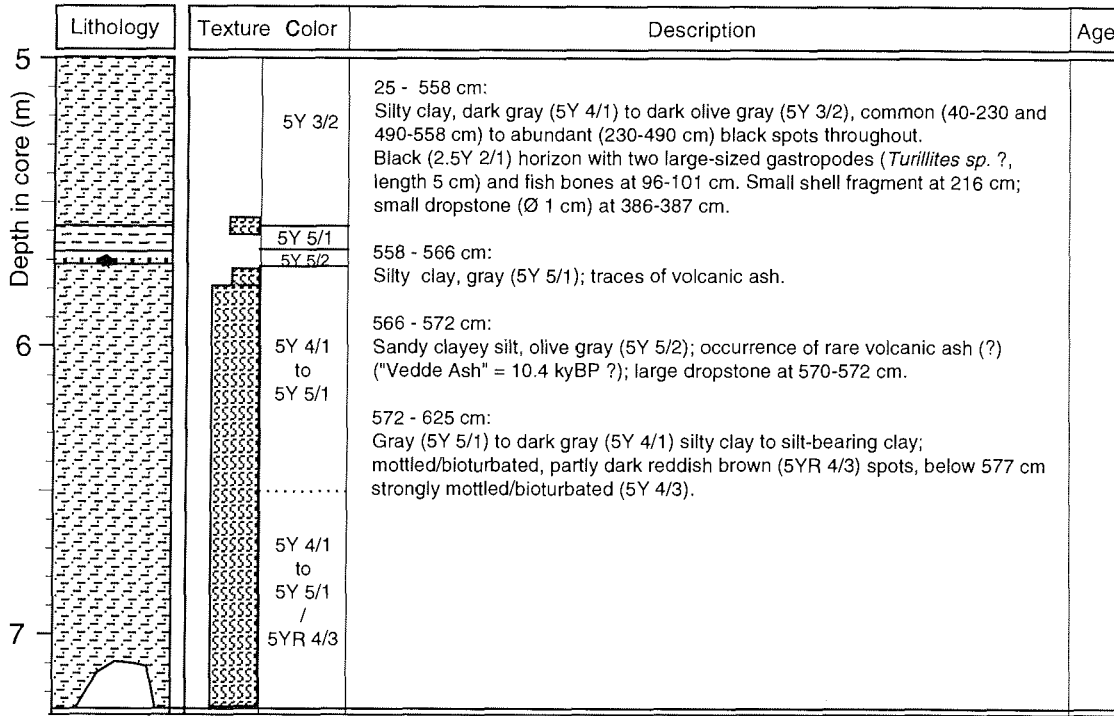 Lithology
Texture Color
Description
Age
Depth in core (m)
5
6
7
5Y 3/2
5Y 5/1
5Y 5/2
5Y 4/1
to
5Y 5/1
5Y 4/1
to
5Y 5/1
/
5YR 4/3
25 - 558 cm:
Silty clay, dark gray (5Y 4/1) to dark olive gray (5Y 3/2), common (40-230 and
490-558 cm) to abundant (230-490 cm) black spots throughout.
Black (2.5Y 2/1) horizon with two large-sized gastropodes (Turillites sp. ?,
length 5 cm) and fish bones at 96-101 cm. Small shell fragment at 216 cm;
small dropstone (Ø 1 cm) at 386-387 cm.
558 - 566 cm:
Silty clay, gray (5Y 5/1); traces of volcanic ash.
566 - 572 cm:
Sandy clayey silt, olive gray (5Y 5/2); occurrence of rare volcanic ash (?)
("Vedde Ash" = 10.4 kyBP ?); large dropstone at 570-572 cm.
572 - 625 cm:
Gray (5Y 5/1) to dark gray (5Y 4/1) silty clay to silt-bearing clay;
mottled/bioturbated, partly dark reddish brown (5YR 4/3) spots, below 577 cm
strongly mottled/bioturbated (5Y 4/3).